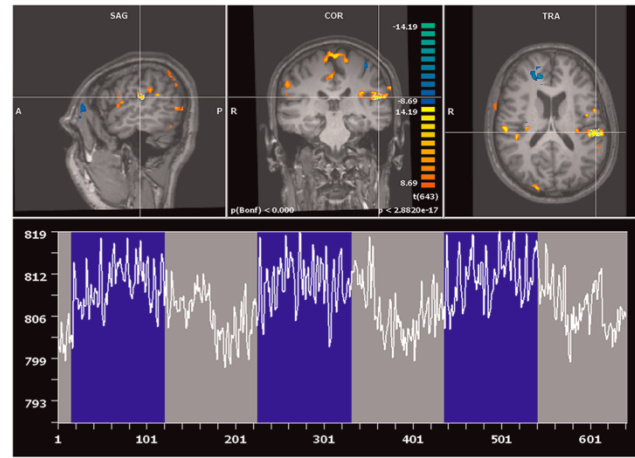 SAG
COR
TRA
-14.19
-8.69
14.19
8.69
t(643)
A
P
R
R
p(Bonf) < 0.000
p < 2.8820e-17
819
812
806
799
793
1
101
201
301
401
501
601